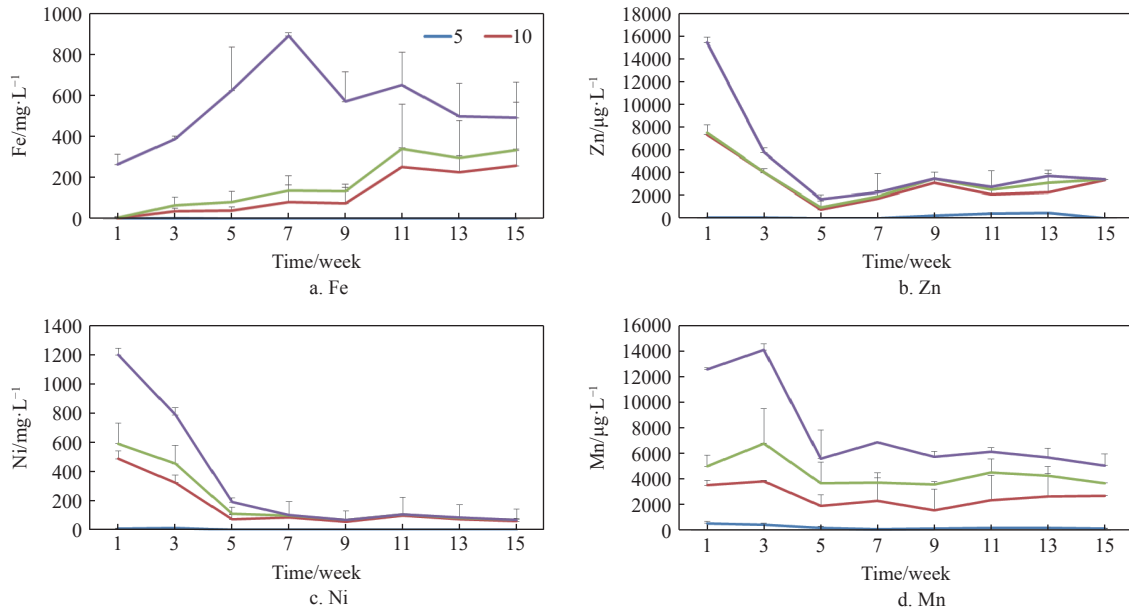 1000
800
600
400
200
0
Fe/mg·L⁻¹
5 10
1 3 5 7 9 11 13 15
Time/week
a. Fe
18000
16000
14000
12000
10000
8000
6000
4000
2000
0
Zn/μg·L⁻¹
1 3 5 7 9 11 13 15
Time/week
b. Zn
1400
1200
1000
800
600
400
200
0
Ni/mg·L⁻¹
1 3 5 7 9 11 13 15
Time/week
c. Ni
16000
14000
12000
10000
8000
6000
4000
2000
0
Mn/μg·L⁻¹
1 3 5 7 9 11 13 15
Time/week
d. Mn